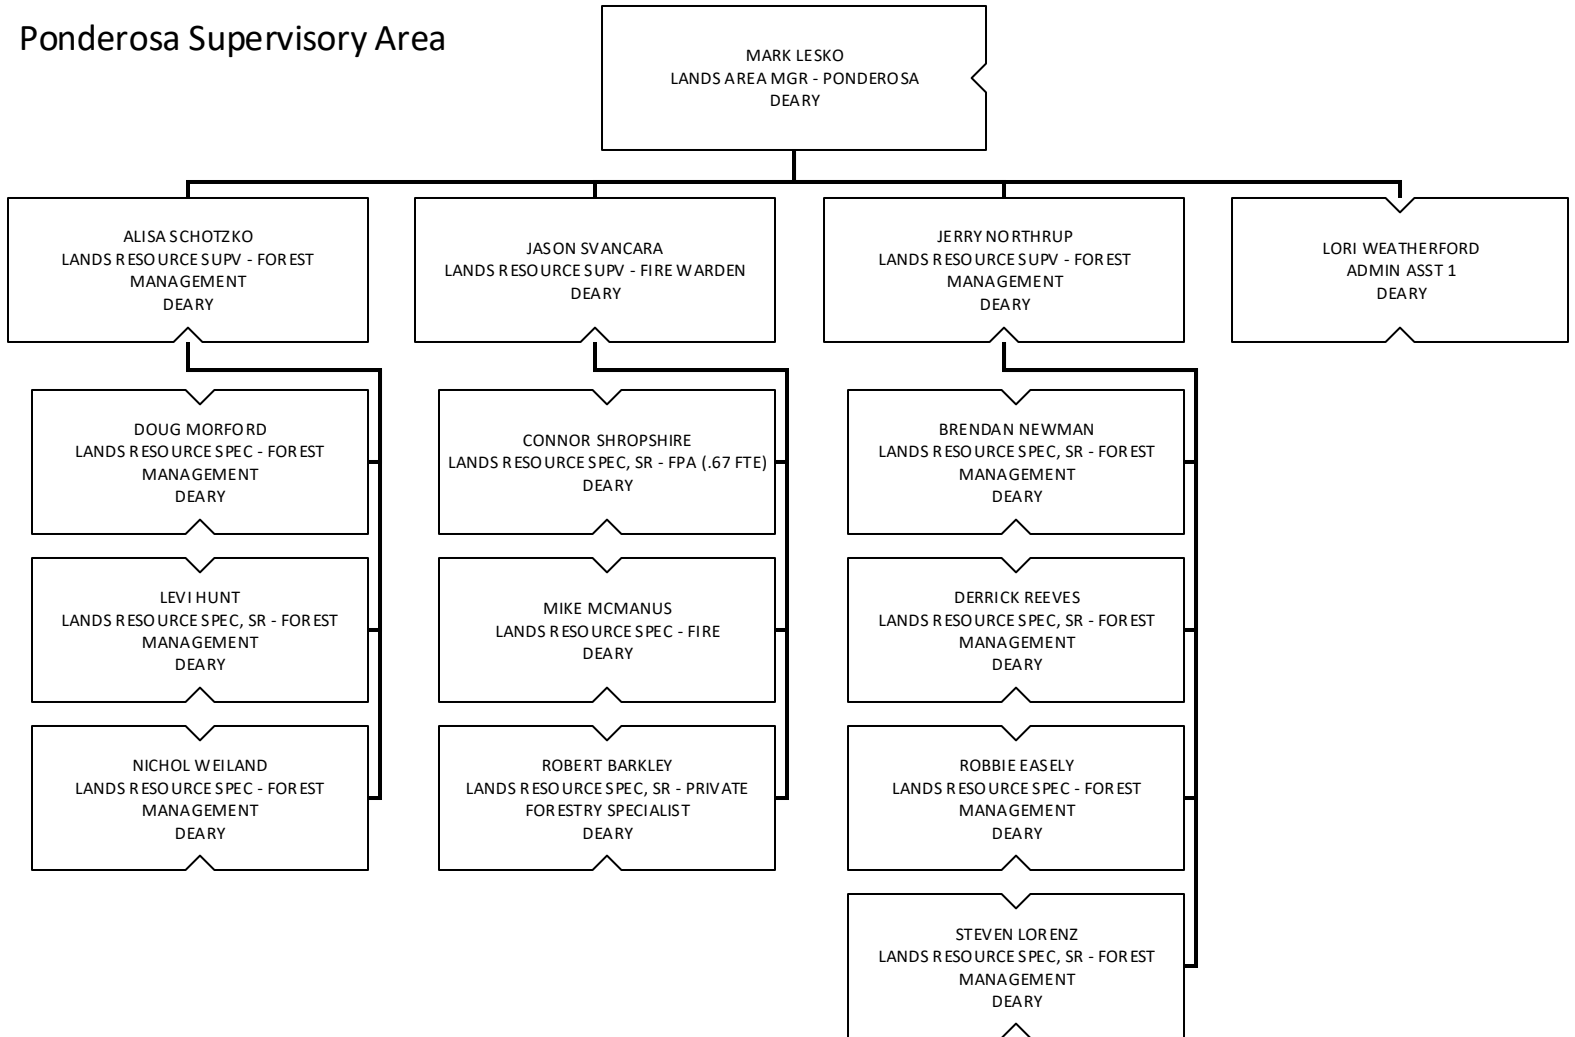 Ponderosa Supervisory Area
MARK LESKO
LANDS AREA MGR - PONDEROSA
DEARY
ALISA SCHOTZKO
LANDS RESOURCE SUPV - FOREST
MANAGEMENT
DEARY
JASON SVANCARA
LANDS RESOURCE SUPV - FIRE WARDEN
DEARY
JERRY NORTHRUP
LANDS RESOURCE SUPV - FOREST
MANAGEMENT
DEARY
LORI WEATHERFORD
ADMIN ASST 1
DEARY
DOUG MORFORD
LANDS RESOURCE SPEC - FOREST
MANAGEMENT
DEARY
LEVI HUNT
LANDS RESOURCE SPEC, SR - FOREST
MANAGEMENT
DEARY
NICHOL WEILAND
LANDS RESOURCE SPEC - FOREST
MANAGEMENT
DEARY
CONNOR SHROPSHIRE
LANDS RESOURCE SPEC, SR - FPA (.67 FTE)
DEARY
MIKE MCMANUS
LANDS RESOURCE SPEC - FIRE
DEARY
ROBERT BARKLEY
LANDS RESOURCE SPEC, SR - PRIVATE
FORESTRY SPECIALIST
DEARY
BRENDAN NEWMAN
LANDS RESOURCE SPEC, SR - FOREST
MANAGEMENT
DEARY
DERRICK REEVES
LANDS RESOURCE SPEC, SR - FOREST
MANAGEMENT
DEARY
ROBBIE EASELY
LANDS RESOURCE SPEC - FOREST
MANAGEMENT
DEARY
STEVEN LORENZ
LANDS RESOURCE SPEC, SR - FOREST
MANAGEMENT
DEARY